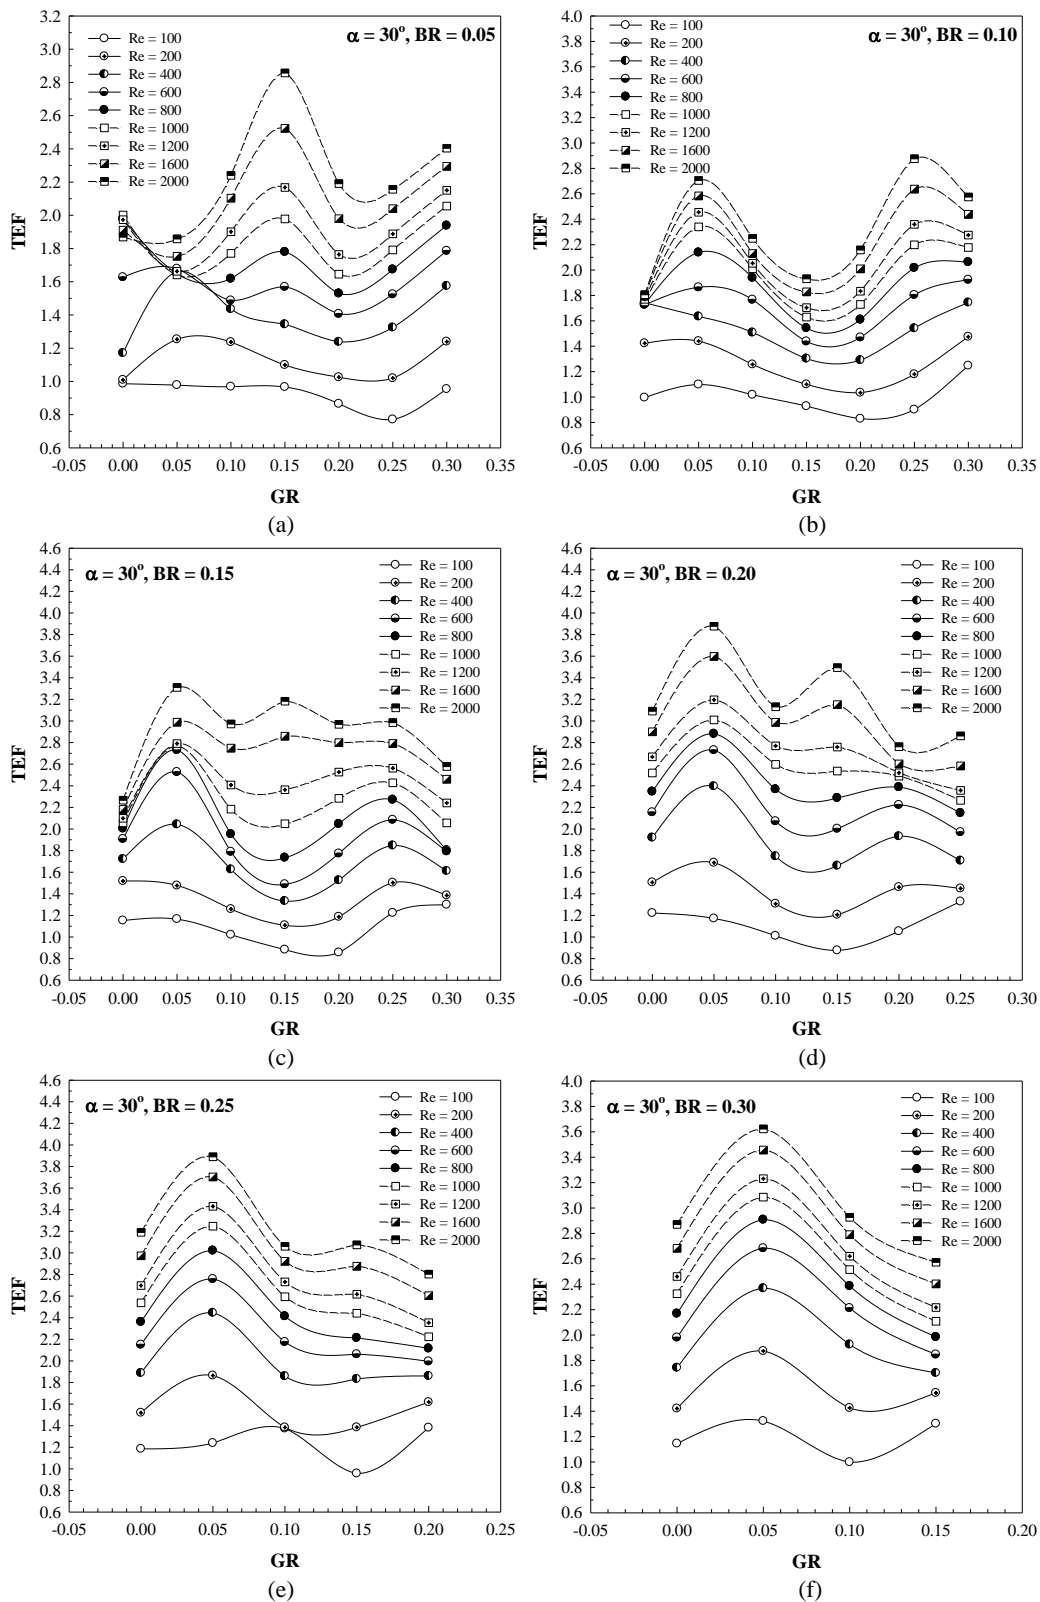 α = 30°, BR = 0.05
Re = 100
Re = 200
Re = 400
Re = 600
Re = 800
Re = 1000
Re = 1200
Re = 1600
Re = 2000
TEF
3.2
3.0
2.8
2.6
2.4
2.2
2.0
1.8
1.6
1.4
1.2
1.0
0.8
0.6
-0.05 0.00 0.05 0.10 0.15 0.20 0.25 0.30 0.35
GR
(a)
α = 30°, BR = 0.10
Re = 100
Re = 200
Re = 400
Re = 600
Re = 800
Re = 1000
Re = 1200
Re = 1600
Re = 2000
TEF
4.0
3.8
3.6
3.4
3.2
3.0
2.8
2.6
2.4
2.2
2.0
1.8
1.6
1.4
1.2
1.0
0.8
0.6
-0.05 0.00 0.05 0.10 0.15 0.20 0.25 0.30 0.35
GR
(b)
α = 30°, BR = 0.15
Re = 100
Re = 200
Re = 400
Re = 600
Re = 800
Re = 1000
Re = 1200
Re = 1600
Re = 2000
TEF
4.6
4.4
4.2
4.0
3.8
3.6
3.4
3.2
3.0
2.8
2.6
2.4
2.2
2.0
1.8
1.6
1.4
1.2
1.0
0.8
0.6
-0.05 0.00 0.05 0.10 0.15 0.20 0.25 0.30 0.35
GR
(c)
α = 30°, BR = 0.20
Re = 100
Re = 200
Re = 400
Re = 600
Re = 800
Re = 1000
Re = 1200
Re = 1600
Re = 2000
TEF
4.6
4.4
4.2
4.0
3.8
3.6
3.4
3.2
3.0
2.8
2.6
2.4
2.2
2.0
1.8
1.6
1.4
1.2
1.0
0.8
0.6
-0.05 0.00 0.05 0.10 0.15 0.20 0.25 0.30
GR
(d)
α = 30°, BR = 0.25
Re = 100
Re = 200
Re = 400
Re = 600
Re = 800
Re = 1000
Re = 1200
Re = 1600
Re = 2000
TEF
4.6
4.4
4.2
4.0
3.8
3.6
3.4
3.2
3.0
2.8
2.6
2.4
2.2
2.0
1.8
1.6
1.4
1.2
1.0
0.8
0.6
-0.05 0.00 0.05 0.10 0.15 0.20 0.25
GR
(e)
α = 30°, BR = 0.30
Re = 100
Re = 200
Re = 400
Re = 600
Re = 800
Re = 1000
Re = 1200
Re = 1600
Re = 2000
TEF
4.0
3.8
3.6
3.4
3.2
3.0
2.8
2.6
2.4
2.2
2.0
1.8
1.6
1.4
1.2
1.0
0.8
0.6
-0.05 0.00 0.05 0.10 0.15 0.20
GR
(f)